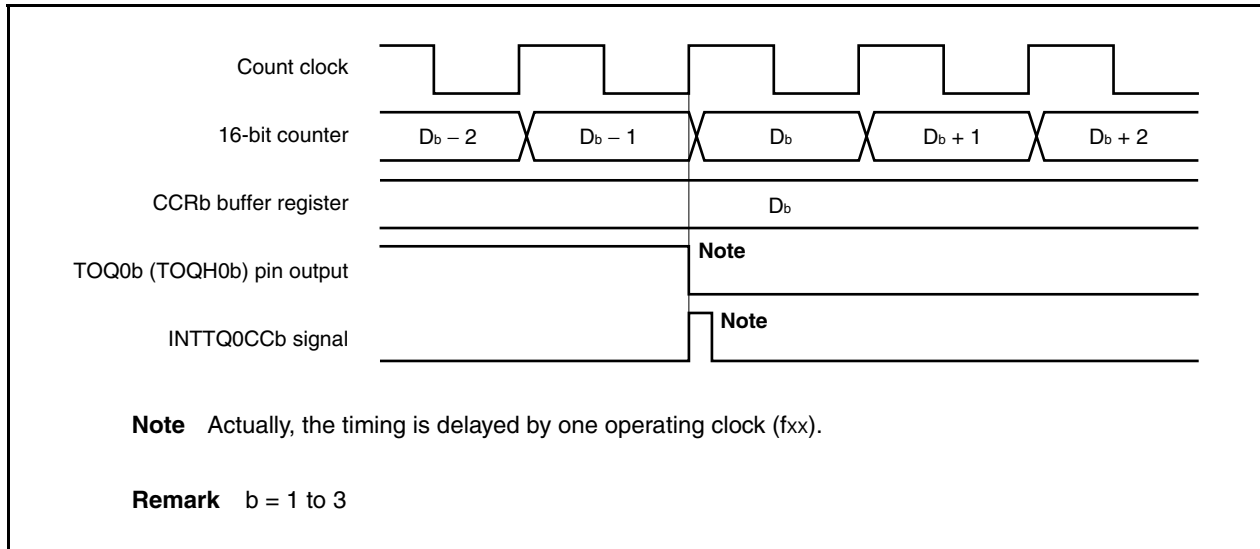 Count clock
16-bit counter
Db − 2
Db − 1
Db
Db + 1
Db + 2
CCRb buffer register
Db
TOQ0b (TOQH0b) pin output
Note
INTTQ0CCb signal
Note
Note Actually, the timing is delayed by one operating clock (fxx).
Remark b = 1 to 3